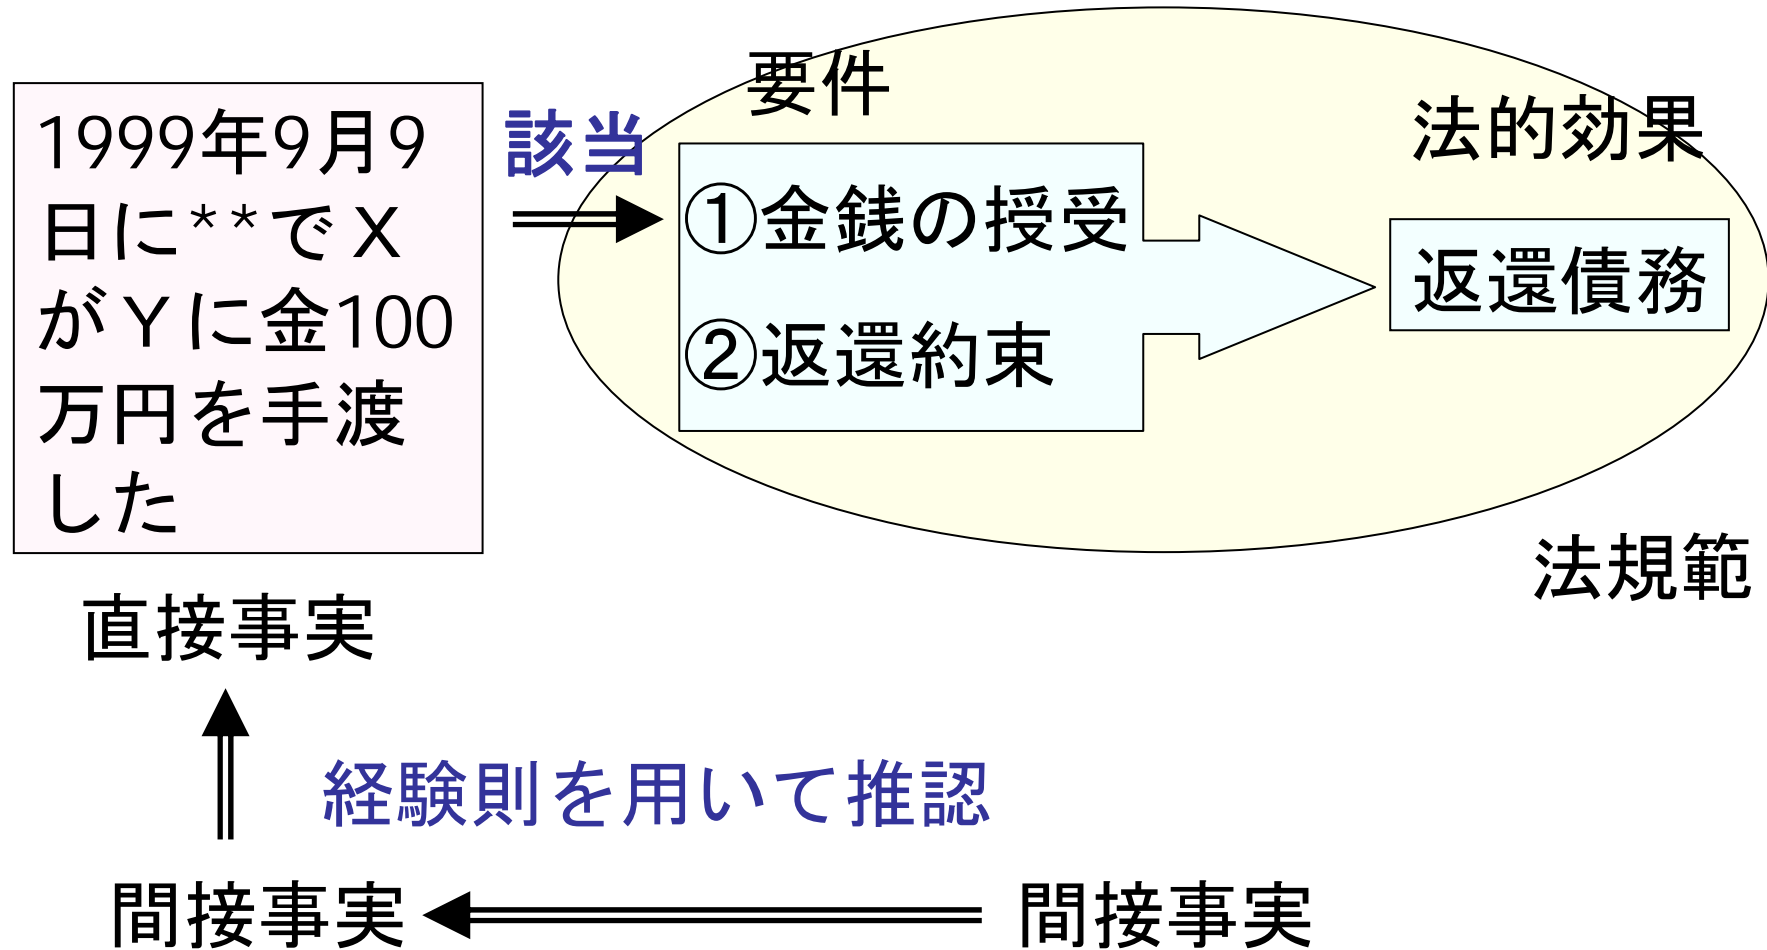 要件
法的効果
1999年9月9
日に**でX
がYに金100
万円を手渡
した
該当
①金銭の授受
②返還約束
返還債務
法規範
直接事実
経験則を用いて推認
間接事実
間接事実